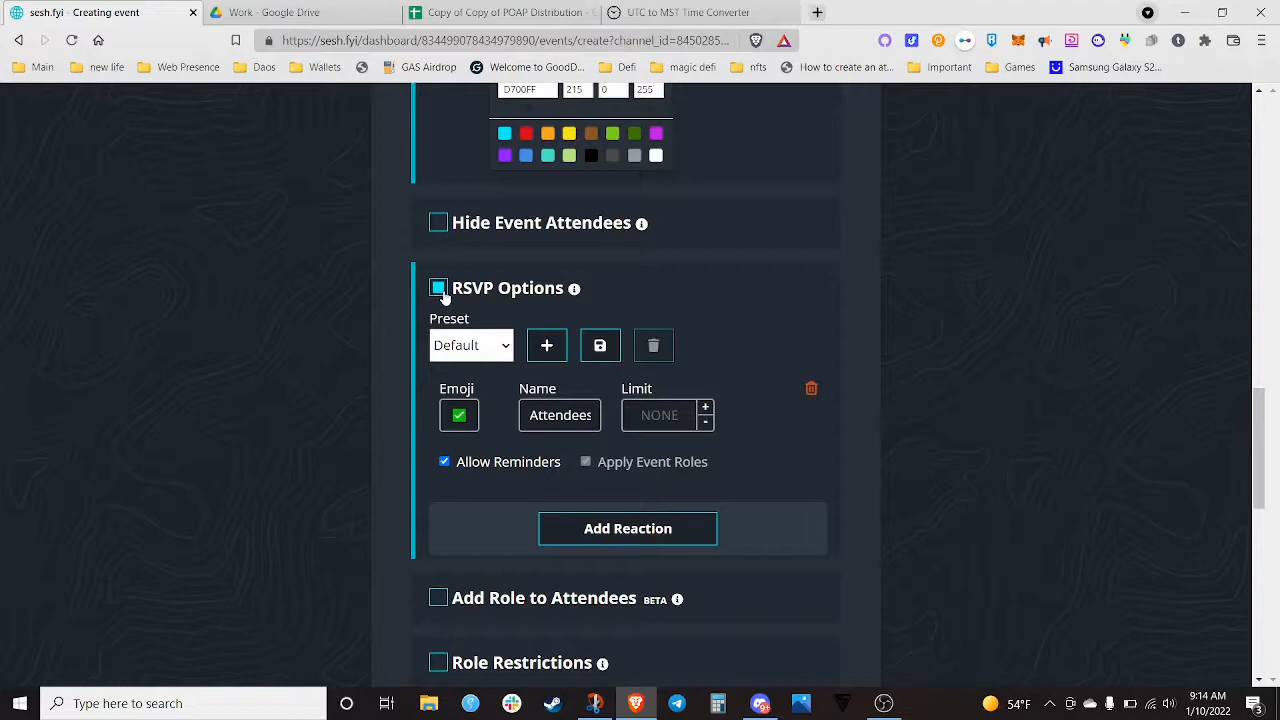 sesh.fyi - Creating event
Work - Google Drive
Copy of Copy of POAP Distribution -
UTC to MST Time Converter
https://sesh.fyi/dashboard/834499078434979890/events/create?channel_id=8450285...
Main
new life
Web Presence
Daos
Wallets
GAS Airdrop
Welcome to GoodD...
Defi
magic defi
nfts
How to create an at...
Important
Games
Samsung Galaxy S2...
D700FF 215 0 255
Hide Event Attendees
RSVP Options
Preset
Default
Emoji Name Limit
Attendees NONE
Allow Reminders Apply Event Roles
Add Reaction
Add Role to Attendees BETA
Role Restrictions
Type here to search
54°F
9:14 AM
1/10/2022